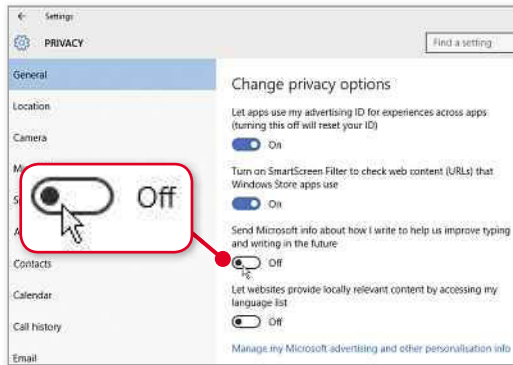 Settings
PRIVACY
Find a setting
General
Location
Camera
Contacts
Calendar
Call history
Email
Off
Change privacy options
Let apps use my advertising ID for experiences across apps
(turning this off will reset your ID)
On
Turn on SmartScreen Filter to check web content (URLs) that
Windows Store apps use
On
Send Microsoft info about how I write to help us improve typing
and writing in the future
Off
Let websites provide locally relevant content by accessing my
language list
Off
Manage my Microsoft advertising and other personalisation info